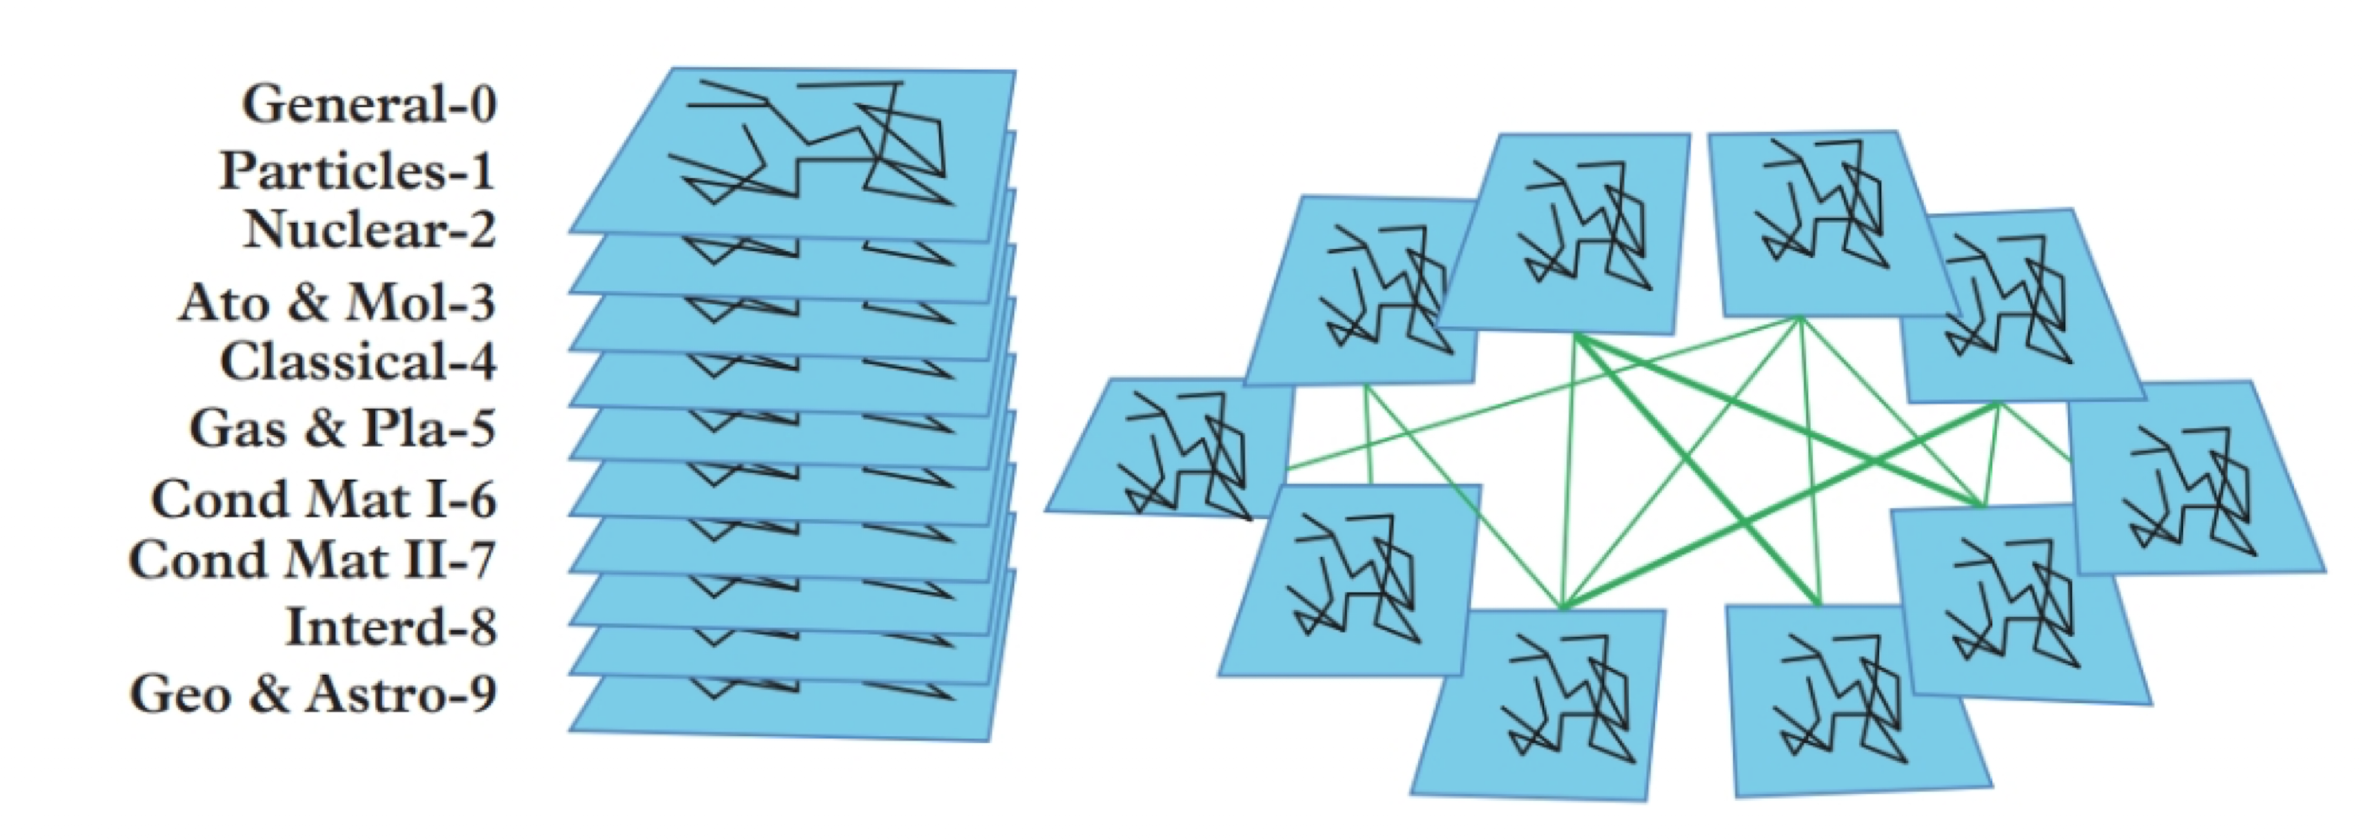 General-0
Particles-1
Nuclear-2
Ato & Mol-3
Classical-4
Gas & Pla-5
Cond Mat I-6
Cond Mat II-7
Interd-8
Geo & Astro-9